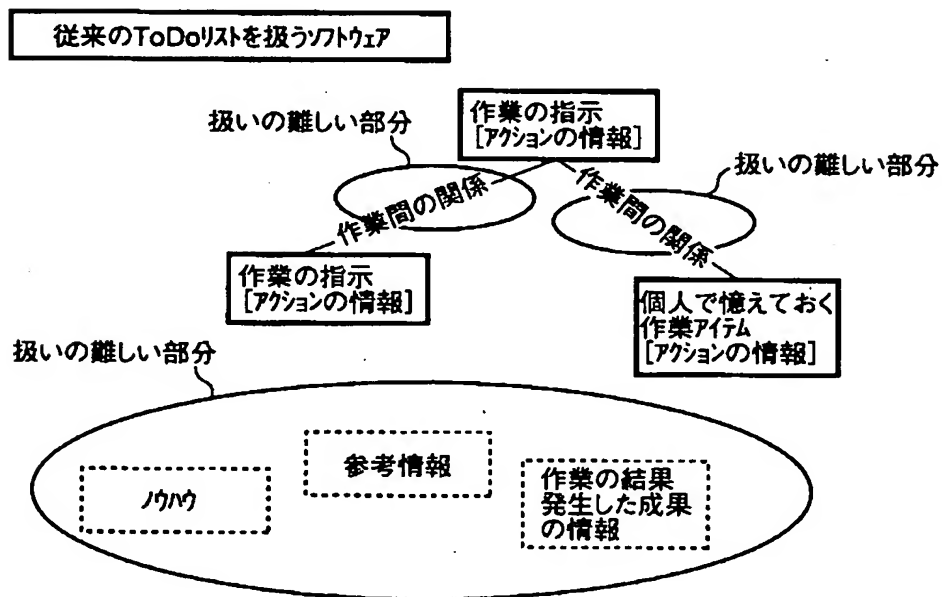 従来のToDoリストを扱うソフトウェア
扱いの難しい部分
作業の指示
[アクションの情報]
扱いの難しい部分
作業間の関係
作業間の関係
作業の指示
[アクションの情報]
個人で憶えておく
作業アイテム
[アクションの情報]
扱いの難しい部分
参考情報
ノウハウ
作業の結果
発生した成果
の情報